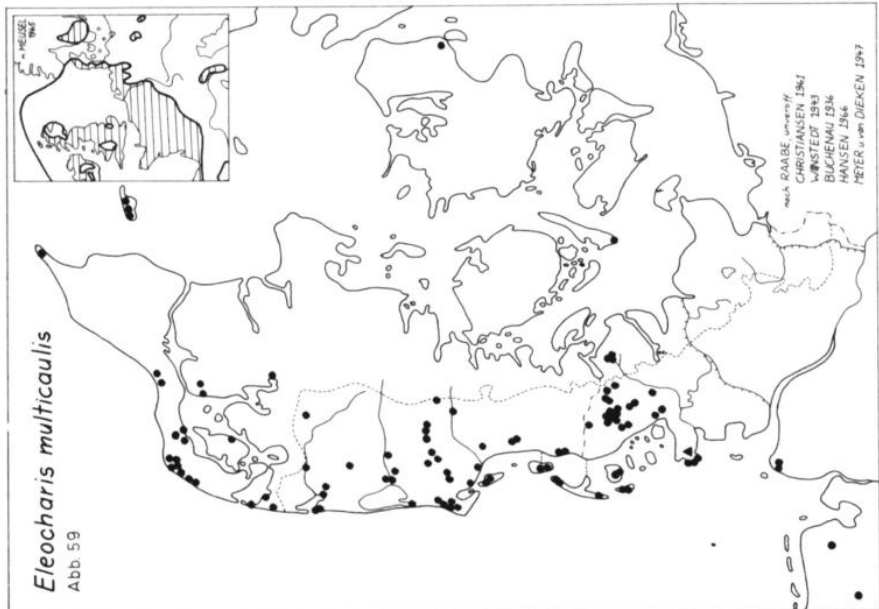 Eleocharis multicaulis
Abb. 59
n. MEUSEL
1965
nach RAABE, unveröff.
CHRISTIANSEN 1961
WIINSTEDT 1943
BUCHENAU 1936
HANSEN 1966
MEYER u. van DIEKEN 1947